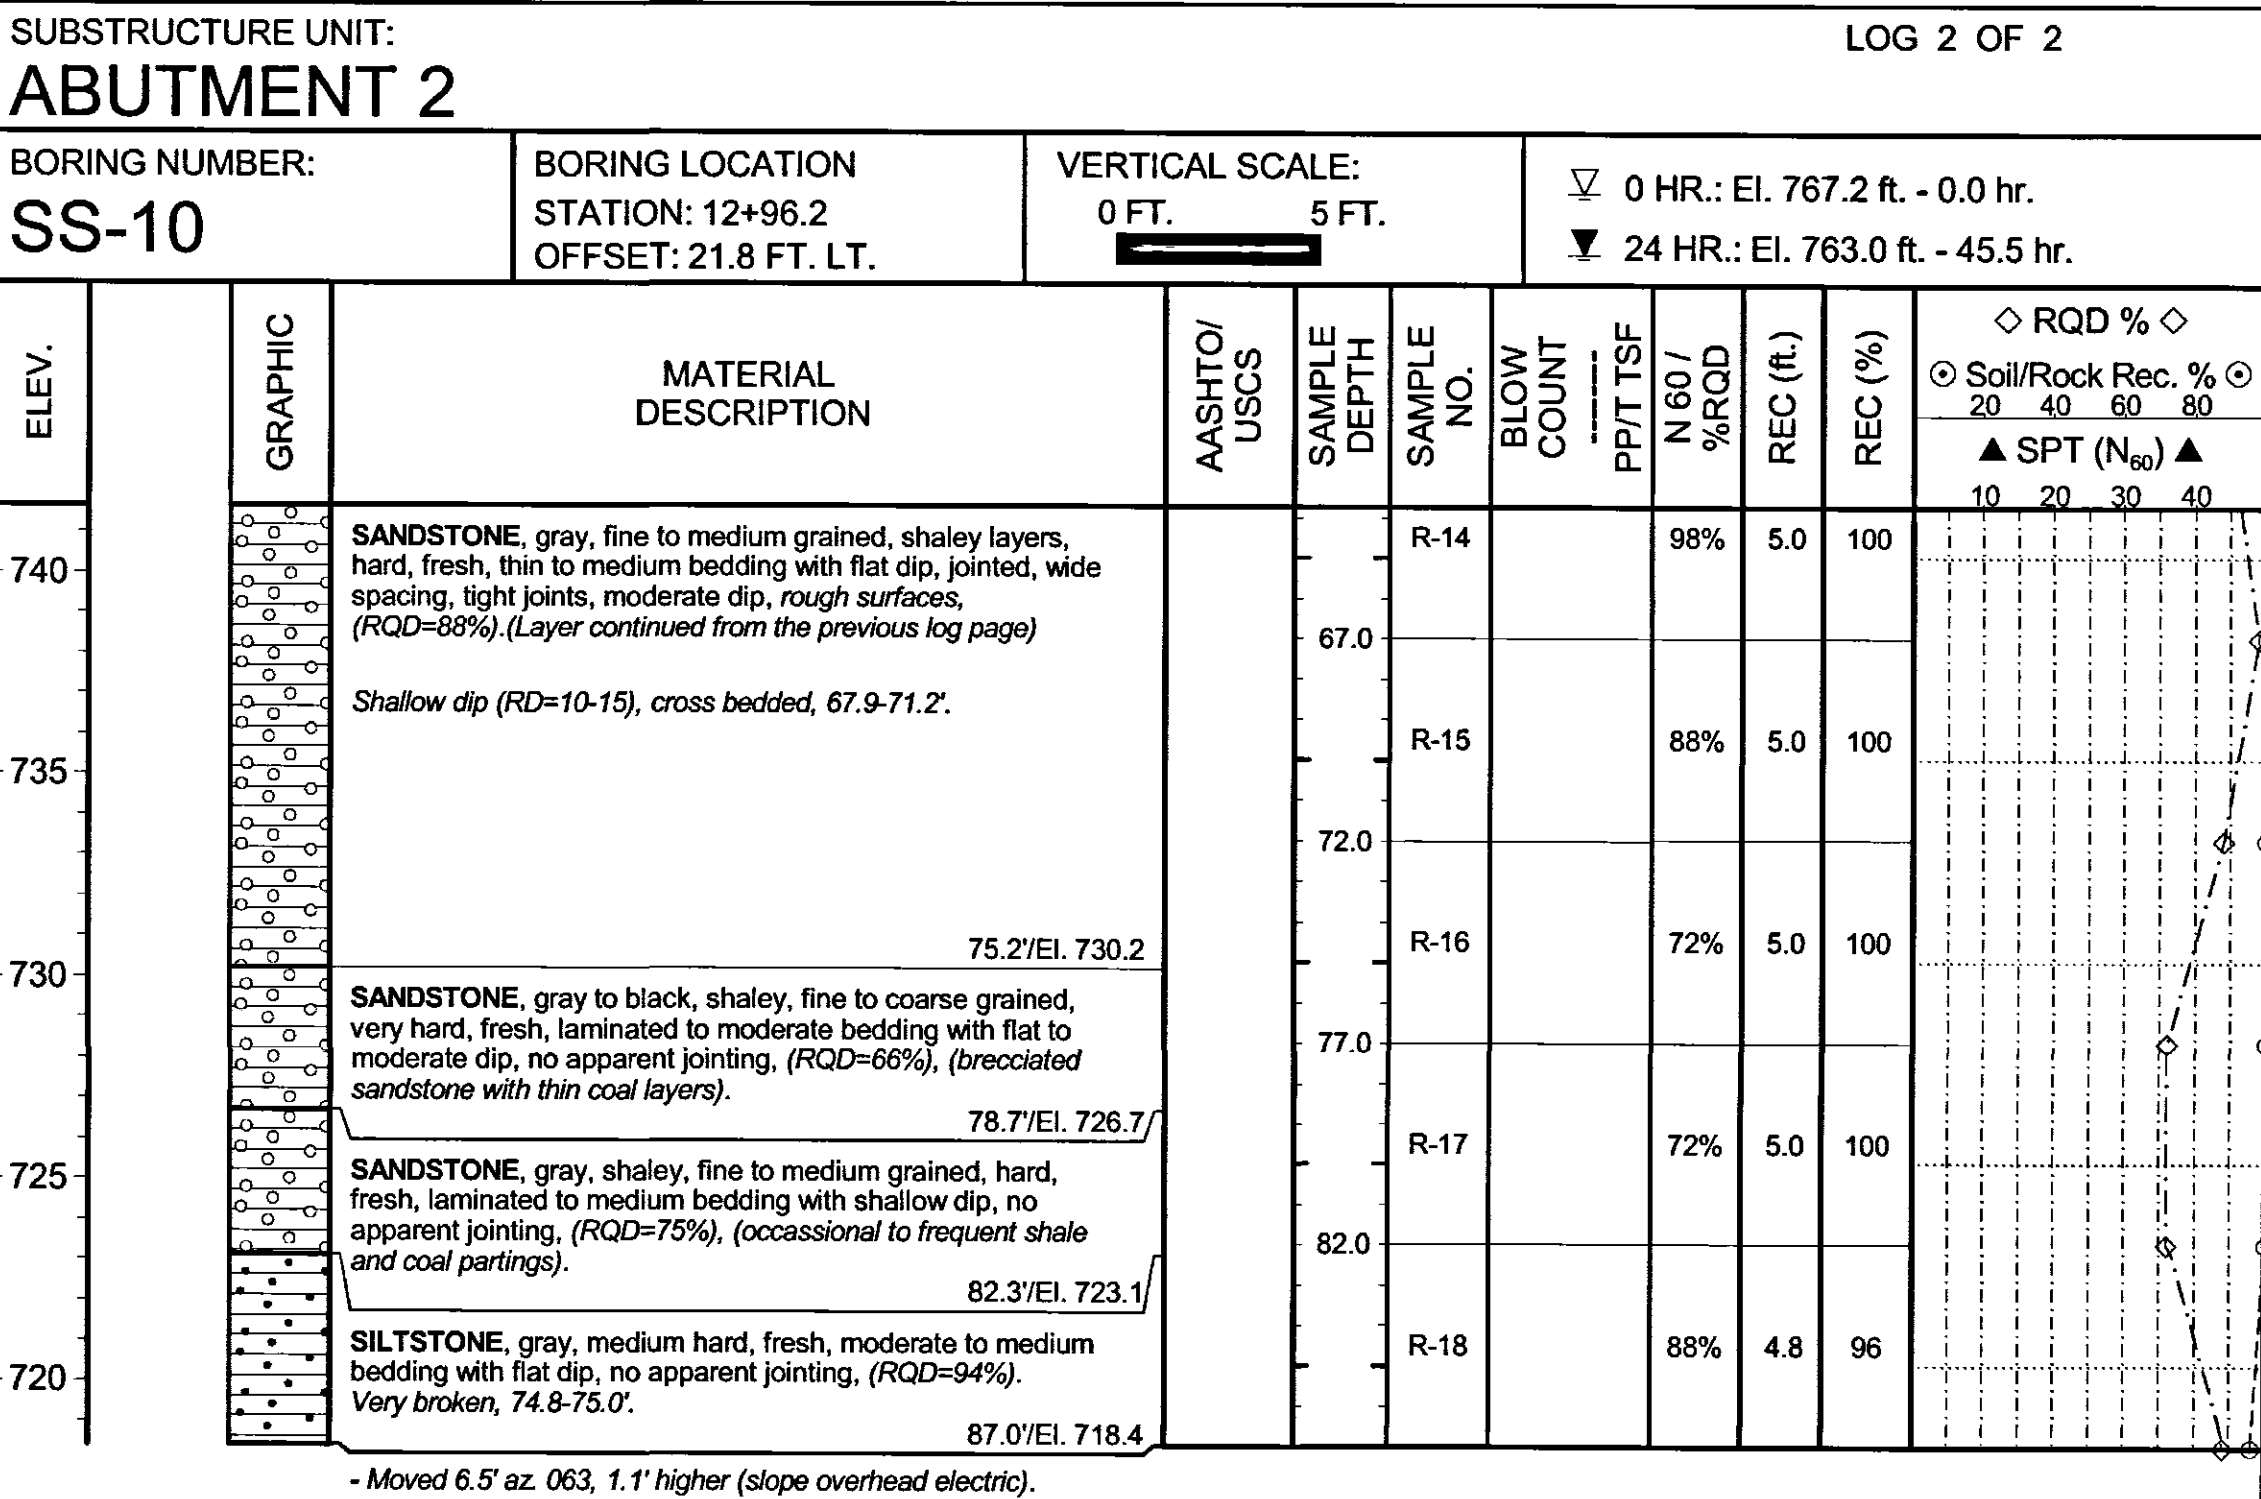 SUBSTRUCTURE UNIT:
ABUTMENT 2
LOG 2 OF 2
BORING NUMBER:
SS-10
BORING LOCATION
STATION: 12+96.2
OFFSET: 21.8 FT. LT.
VERTICAL SCALE:
0 FT. 5 FT.
0 HR.: El. 767.2 ft. - 0.0 hr.
24 HR.: El. 763.0 ft. - 45.5 hr.
ELEV.
GRAPHIC
MATERIAL
DESCRIPTION
AASHTO/
USCS
SAMPLE
DEPTH
SAMPLE
NO.
BLOW
COUNT
------
PP/T TSF
N 60 /
%RQD
REC (ft.)
REC (%)
◇ RQD % ◇
⊙ Soil/Rock Rec. % ⊙
20 40 60 80
▲ SPT (N60) ▲
10 20 30 40
740
735
730
725
720
SANDSTONE, gray, fine to medium grained, shaley layers,
hard, fresh, thin to medium bedding with flat dip, jointed, wide
spacing, tight joints, moderate dip, rough surfaces,
(RQD=88%).(Layer continued from the previous log page)
Shallow dip (RD=10-15), cross bedded, 67.9-71.2'.
75.2'/El. 730.2
SANDSTONE, gray to black, shaley, fine to coarse grained,
very hard, fresh, laminated to moderate bedding with flat to
moderate dip, no apparent jointing, (RQD=66%), (brecciated
sandstone with thin coal layers).
78.7'/El. 726.7
SANDSTONE, gray, shaley, fine to medium grained, hard,
fresh, laminated to medium bedding with shallow dip, no
apparent jointing, (RQD=75%), (occassional to frequent shale
and coal partings).
82.3'/El. 723.1
SILTSTONE, gray, medium hard, fresh, moderate to medium
bedding with flat dip, no apparent jointing, (RQD=94%).
Very broken, 74.8-75.0'.
87.0'/El. 718.4
- Moved 6.5' az. 063, 1.1' higher (slope overhead electric).
R-14 98% 5.0 100
67.0
R-15 88% 5.0 100
72.0
R-16 72% 5.0 100
77.0
R-17 72% 5.0 100
82.0
R-18 88% 4.8 96